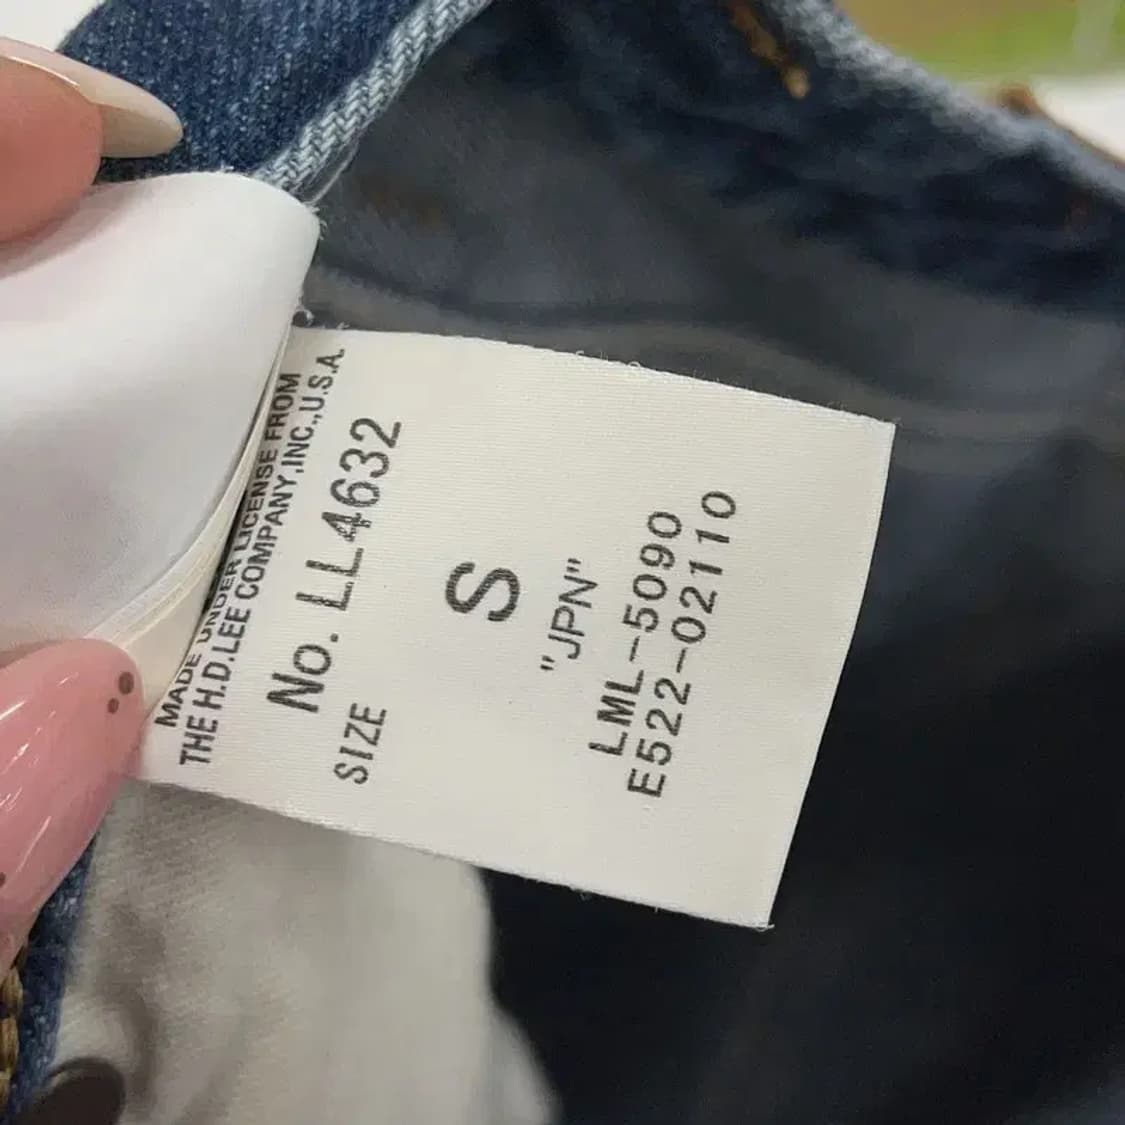 MADE UNDER LICENSE FROM
THE H.D.LEE COMPANY,INC.,U.S.A.
No. LL4632
SIZE
S
"JPN"
LML-5090
E522-02110